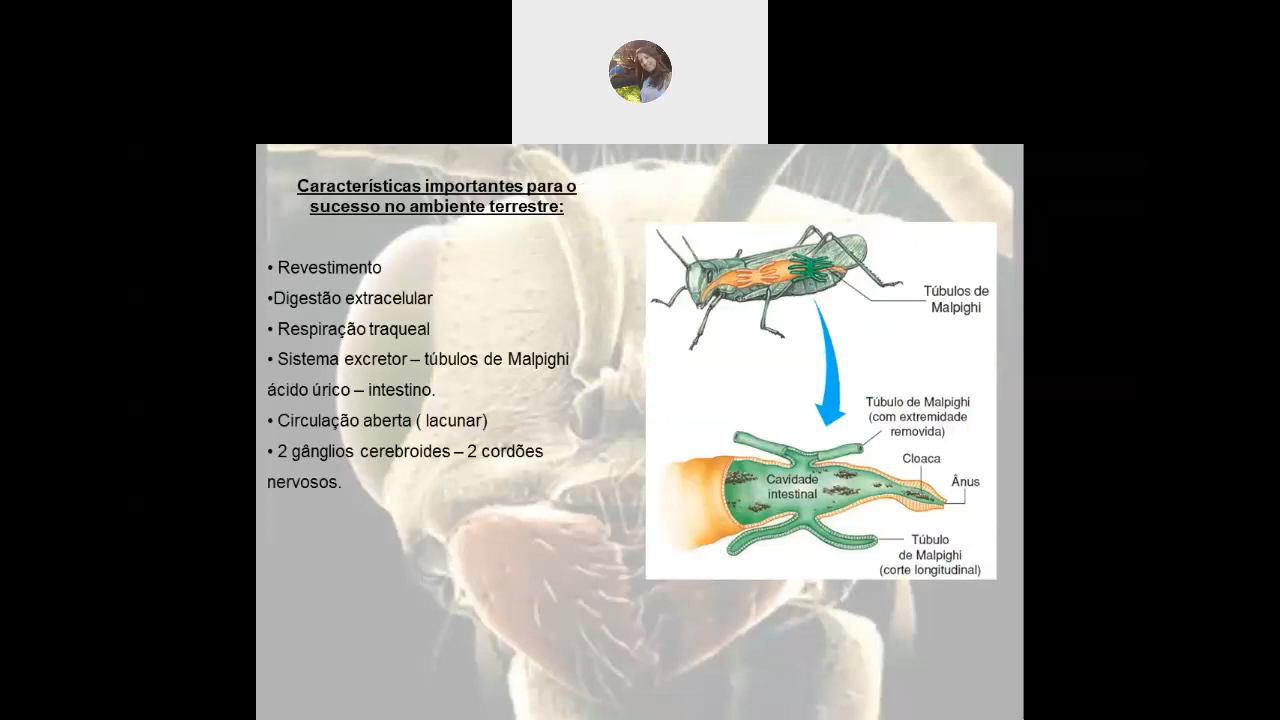 Características importantes para o
sucesso no ambiente terrestre:
• Revestimento
•Digestão extracelular
• Respiração traqueal
• Sistema excretor – túbulos de Malpighi
ácido úrico – intestino.
• Circulação aberta ( lacunar)
• 2 gânglios cerebroides – 2 cordões
nervosos.
Túbulos de
Malpighi
Túbulo de Malpighi
(com extremidade
removida)
Cloaca
Ânus
Cavidade
intestinal
Túbulo
de Malpighi
(corte longitudinal)